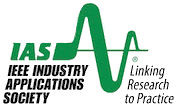 IAS
®
IEEE INDUSTRY
APPLICATIONS
SOCIETY
Linking
Research
to Practice